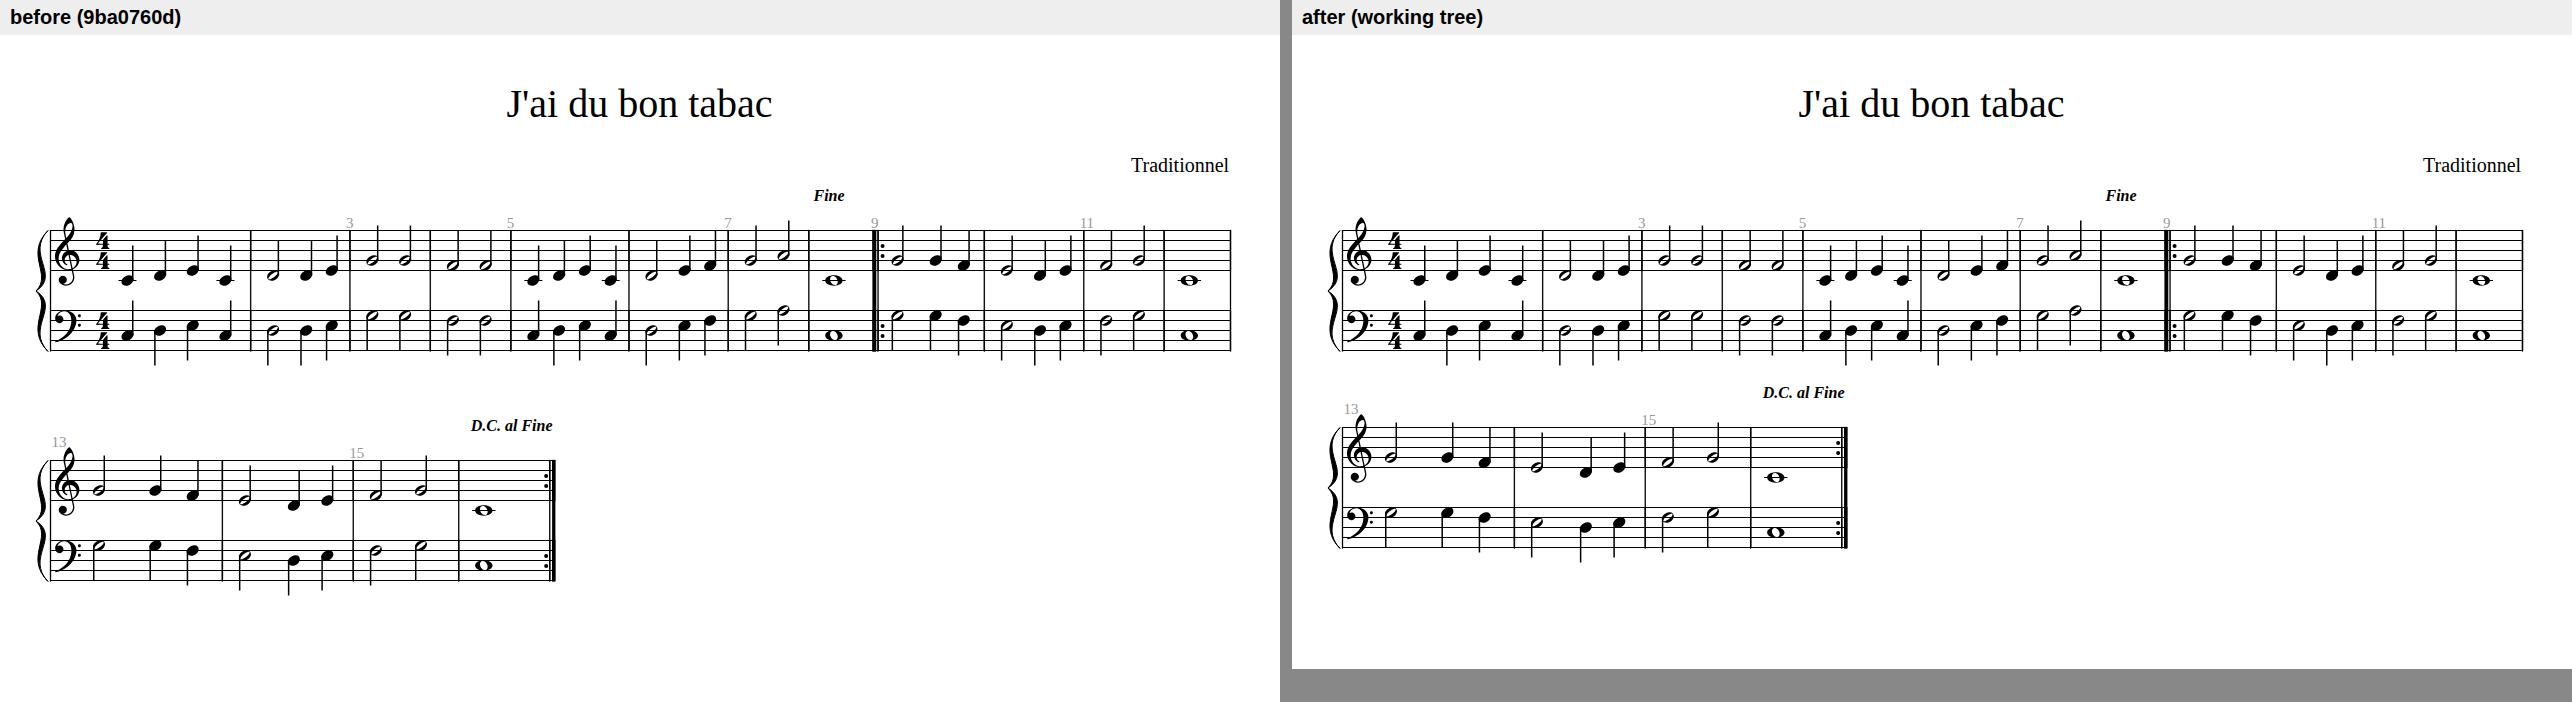 before (9ba0760d)
J'ai du bon tabac
Traditionnel
Fine
3 5 7 9 11
D.C. al Fine
13 15
after (working tree)
J'ai du bon tabac
Traditionnel
Fine
3 5 7 9 11
D.C. al Fine
13 15